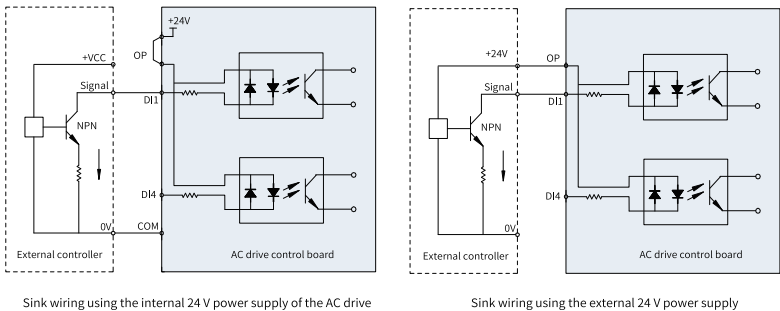 +24V
OP
+VCC
Signal
DI1
NPN
DI4
0V
COM
External controller
AC drive control board
Sink wiring using the internal 24 V power supply of the AC drive
+24V
OP
Signal
DI1
NPN
DI4
0V
External controller
AC drive control board
Sink wiring using the external 24 V power supply